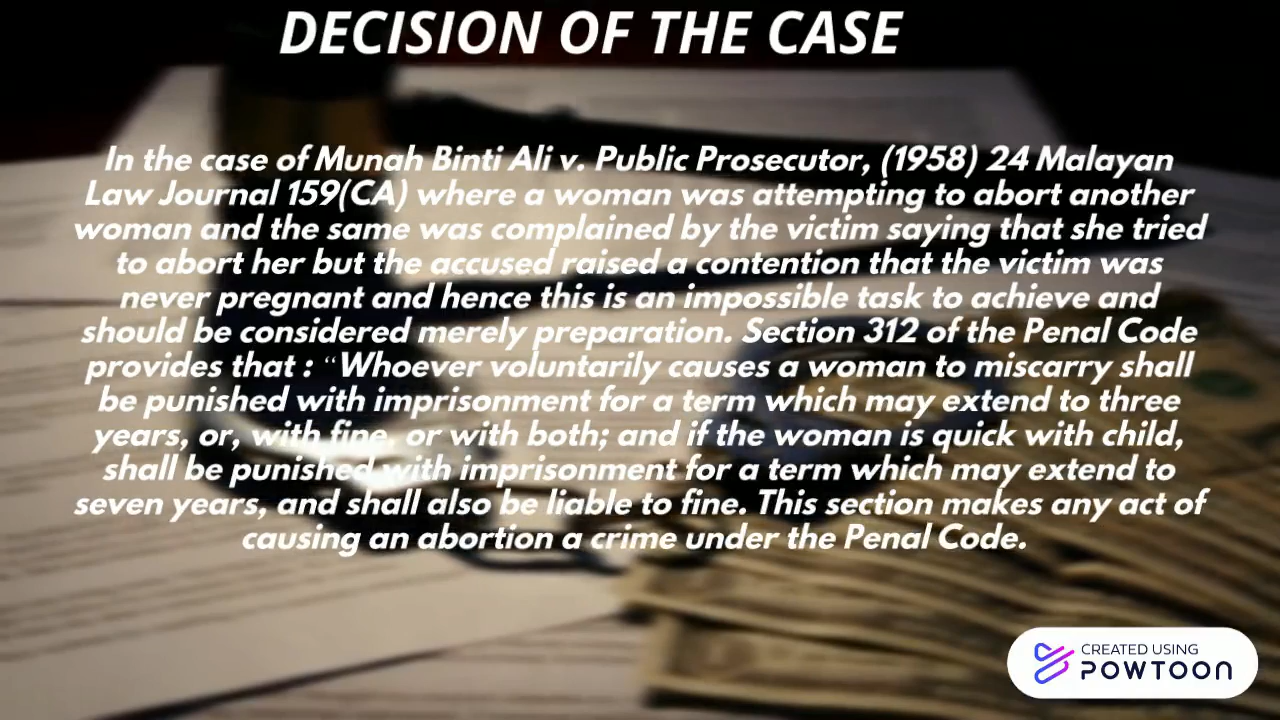 DECISION OF THE CASE
In the case of Munah Binti Ali v. Public Prosecutor, (1958) 24 Malayan
Law Journal 159(CA) where a woman was attempting to abort another
woman and the same was complained by the victim saying that she tried
to abort her but the accused raised a contention that the victim was
never pregnant and hence this is an impossible task to achieve and
should be considered merely preparation. Section 312 of the Penal Code
provides that : “Whoever voluntarily causes a woman to miscarry shall
be punished with imprisonment for a term which may extend to three
years, or, with fine, or with both; and if the woman is quick with child,
shall be punished with imprisonment for a term which may extend to
seven years, and shall also be liable to fine. This section makes any act of
causing an abortion a crime under the Penal Code.
CREATED USING
POWTOON